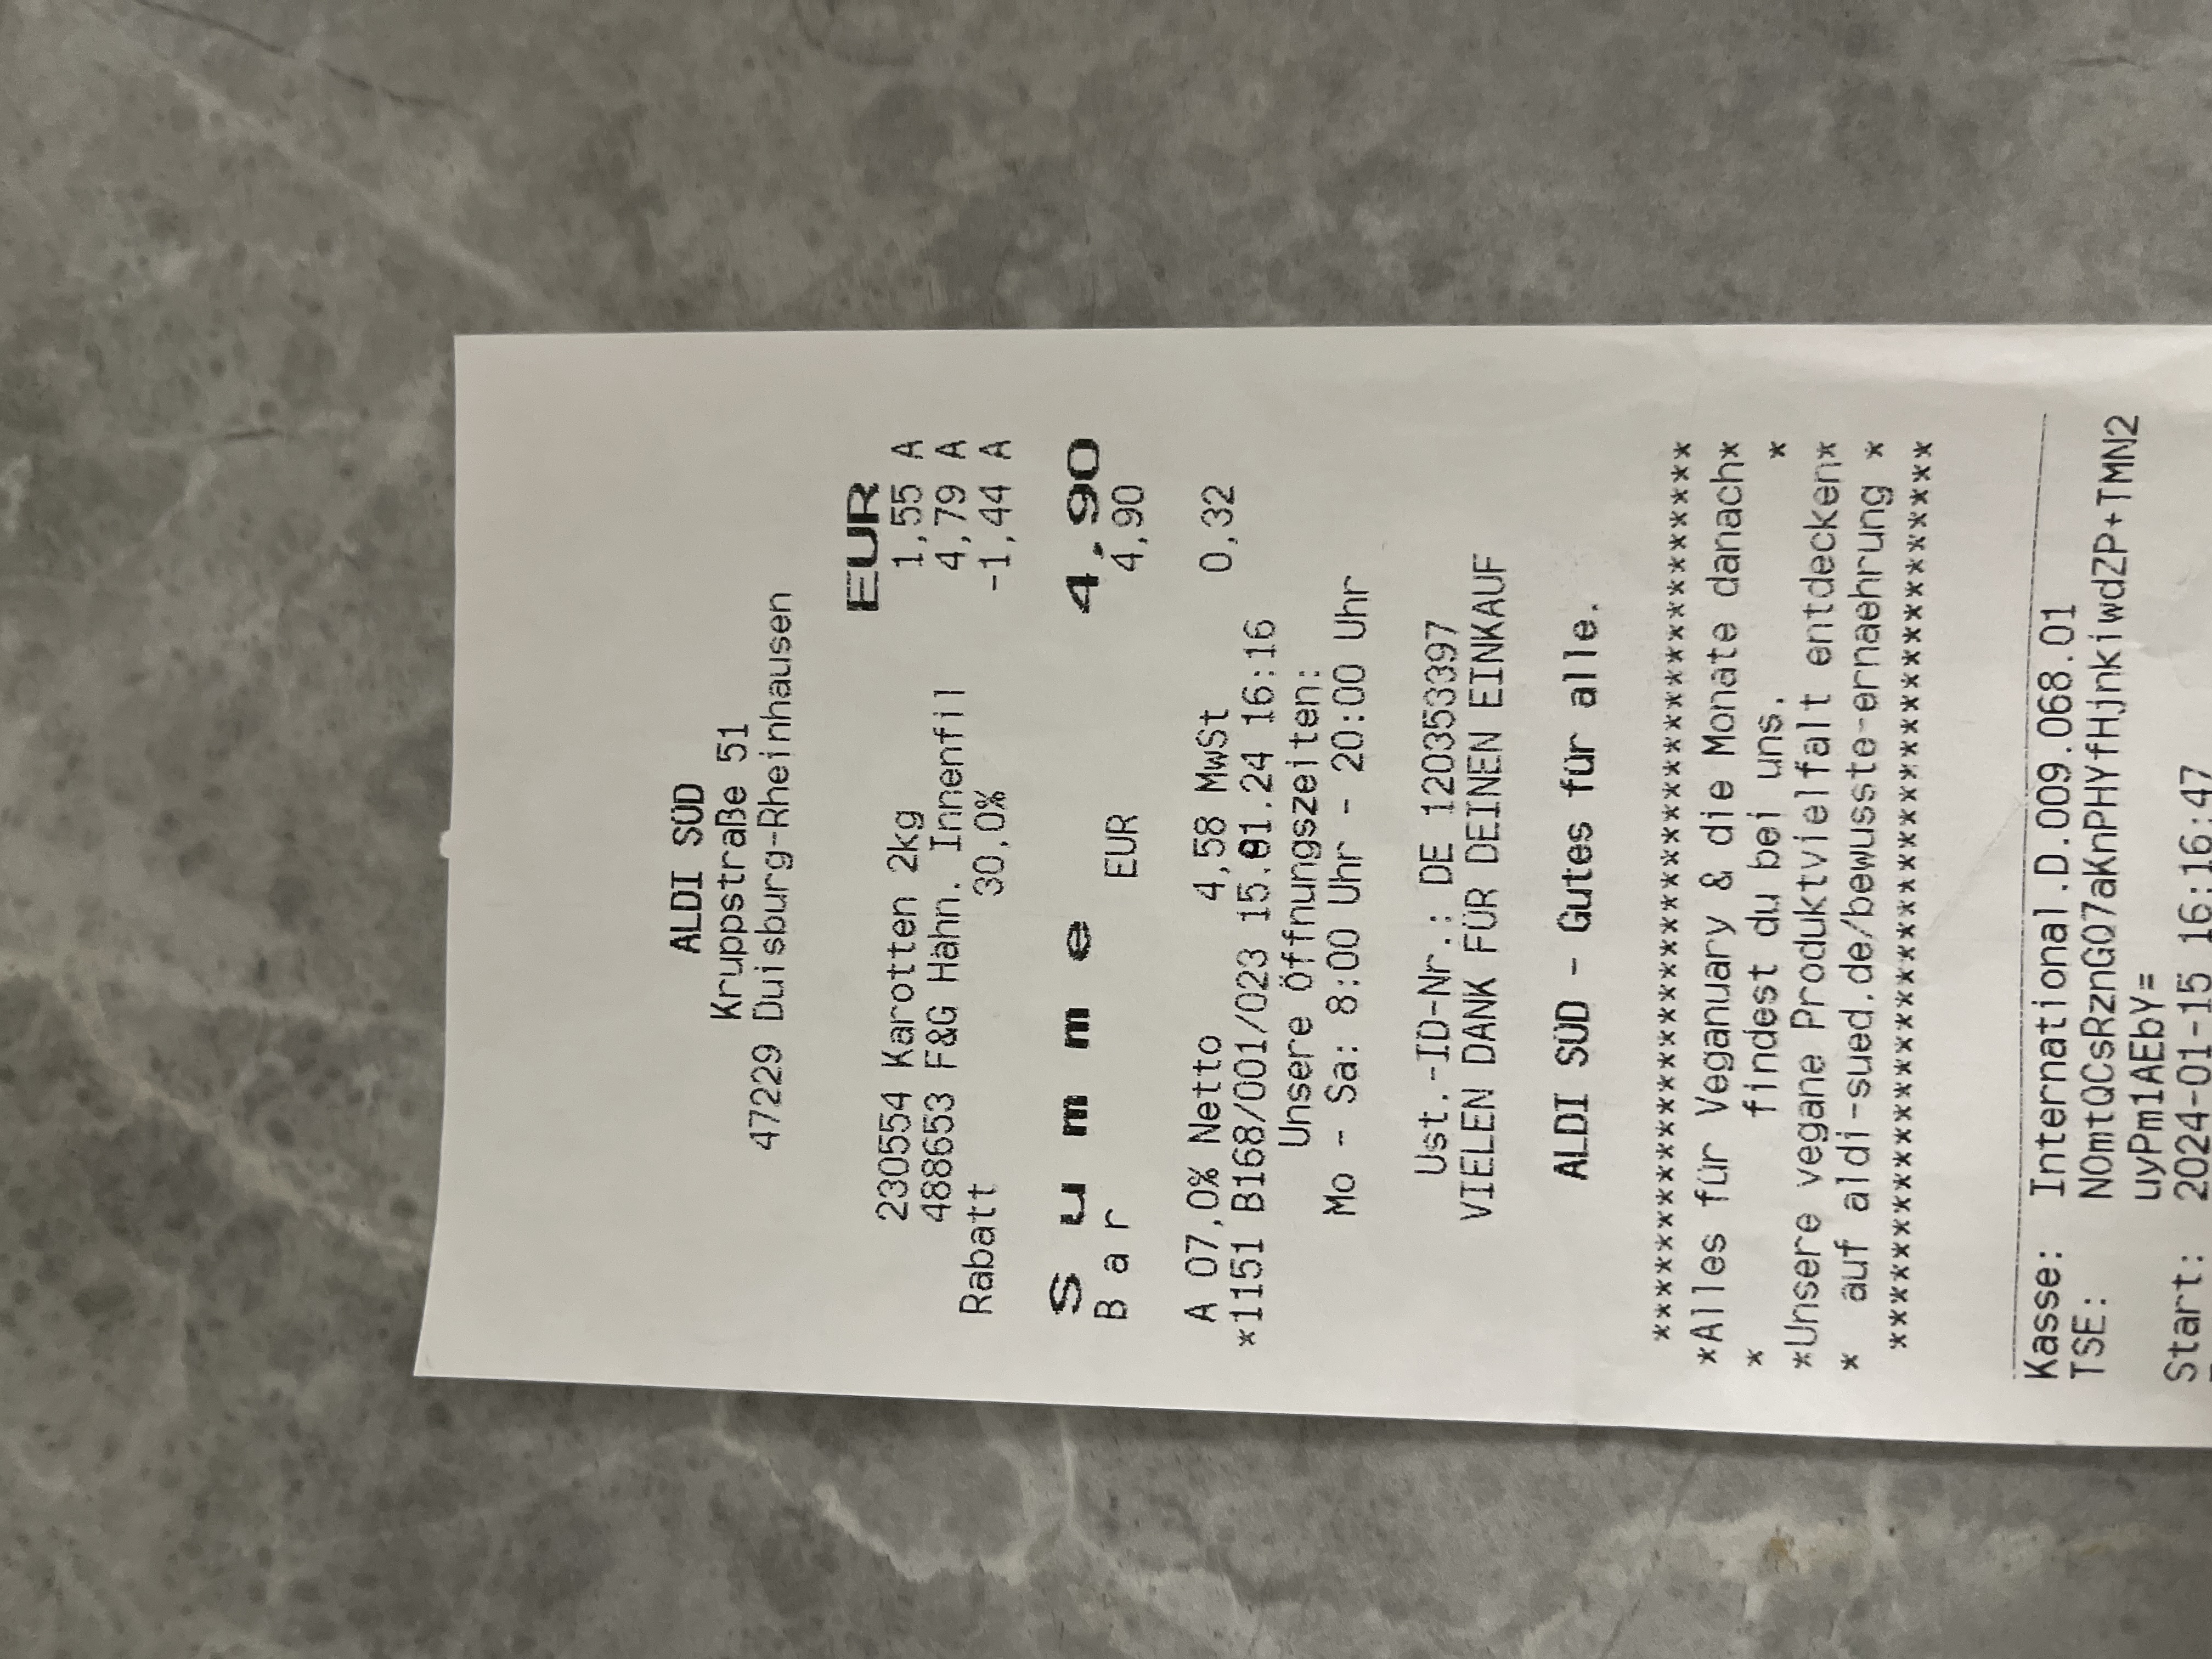 ALDI SÜD
Kruppstraße 51
47229 Duisburg-Rheinhausen
EUR
230554 Karotten 2kg 1,55 A
488653 F&G Hähn. Innenfil 4,79 A
Rabatt 30,0% -1,44 A
Summe 4,90
Bar EUR 4,90
A 07,0% Netto 4,58 MwSt 0,32
*1151 B168/001/023 15.01.24 16:16
Unsere Öffnungszeiten:
Mo - Sa: 8:00 Uhr - 20:00 Uhr
Ust.-ID-Nr.: DE 120353397
VIELEN DANK FÜR DEINEN EINKAUF
ALDI SÜD - Gutes für alle.
*****************************************
*Alles für Veganuary & die Monate danach*
* findest du bei uns. *
*Unsere vegane Produktvielfalt entdecken*
* auf aldi-sued.de/bewusste-ernaehrung *
*****************************************
Kasse: International.D.009.068.01
TSE: NOmtQCsRznGO7aKnPHYfHjnkiwdZP+TMN2
uyPm1AEbY=
Start: 2024-01-15 16:16:47